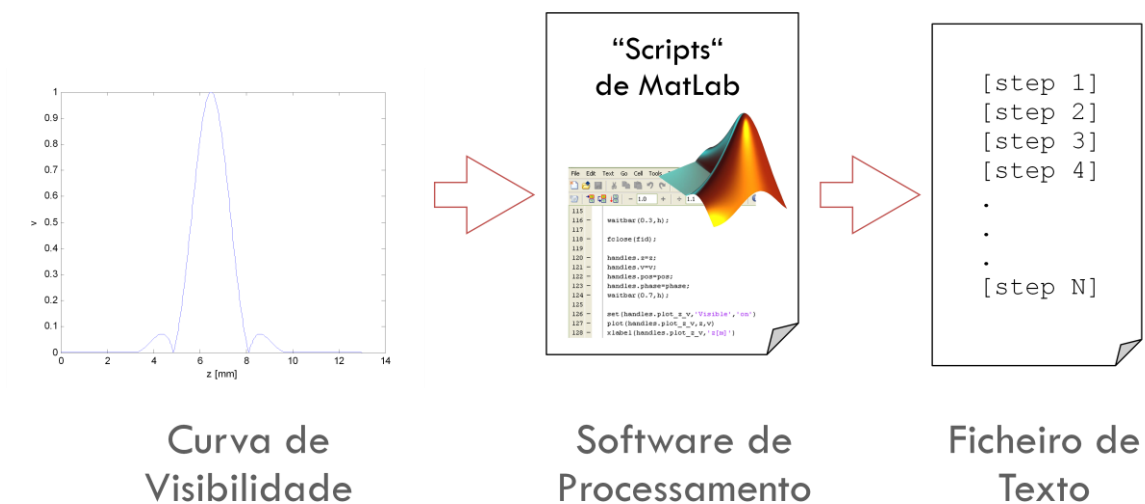 1
0.9
0.8
0.7
0.6
0.5
0.4
0.3
0.2
0.1
0
v
0 2 4 6 8 10 12 14
z [mm]
Curva de
Visibilidade
“Scripts“
de MatLab
File Edit Text Go Cell Tools
1.0
1.1
115
116 - waitbar(0.3,h);
117
118 - fclose(fid);
119
120 - handles.z=z;
121 - handles.v=v;
122 - handles.pos=pos;
123 - handles.phase=phase;
124 - waitbar(0.7,h);
125
126 - set(handles.plot_z_v,'Visible','on')
127 - plot(handles.plot_z_v,z,v)
128 - xlabel(handles.plot_z_v,'z[m]')
Software de
Processamento
[step 1]
[step 2]
[step 3]
[step 4]
.
.
.
[step N]
Ficheiro de
Texto